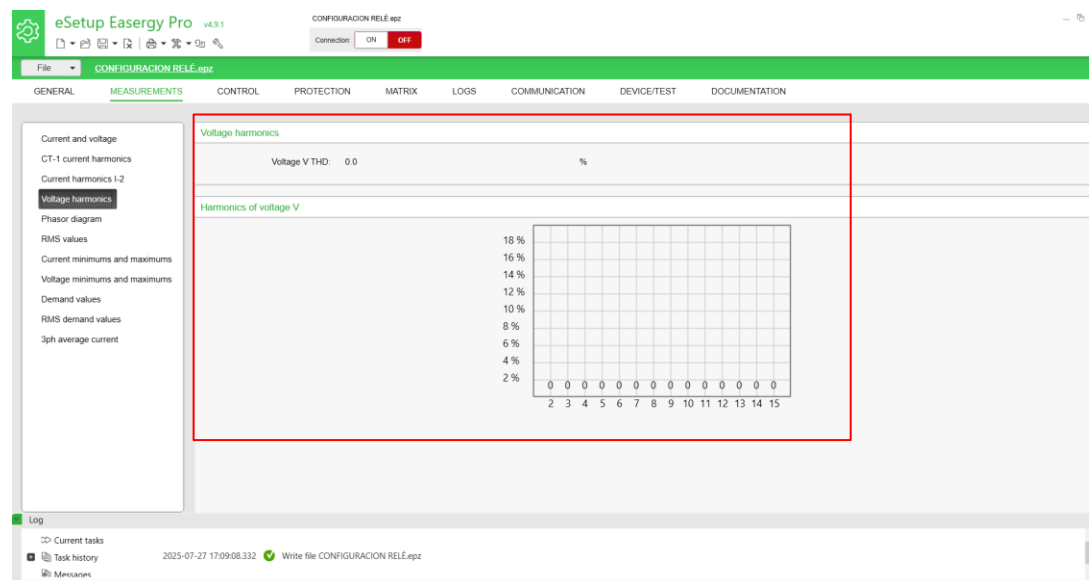 eSetup Easergy Pro v4.9.1
CONFIGURACION RELÉ.epz
Connection: ON OFF
File CONFIGURACION RELÉ.epz
GENERAL MEASUREMENTS CONTROL PROTECTION MATRIX LOGS COMMUNICATION DEVICE/TEST DOCUMENTATION
Current and voltage
CT-1 current harmonics
Current harmonics I-2
Voltage harmonics
Phasor diagram
RMS values
Current minimums and maximums
Voltage minimums and maximums
Demand values
RMS demand values
3ph average current
Voltage harmonics
Voltage V THD: 0.0 %
Harmonics of voltage V
18 %
16 %
14 %
12 %
10 %
8 %
6 %
4 %
2 %
0 0 0 0 0 0 0 0 0 0 0 0 0 0
2 3 4 5 6 7 8 9 10 11 12 13 14 15
Log
Current tasks
Task history
2025-07-27 17:09:08.332 Write file CONFIGURACION RELÉ.epz
Messages